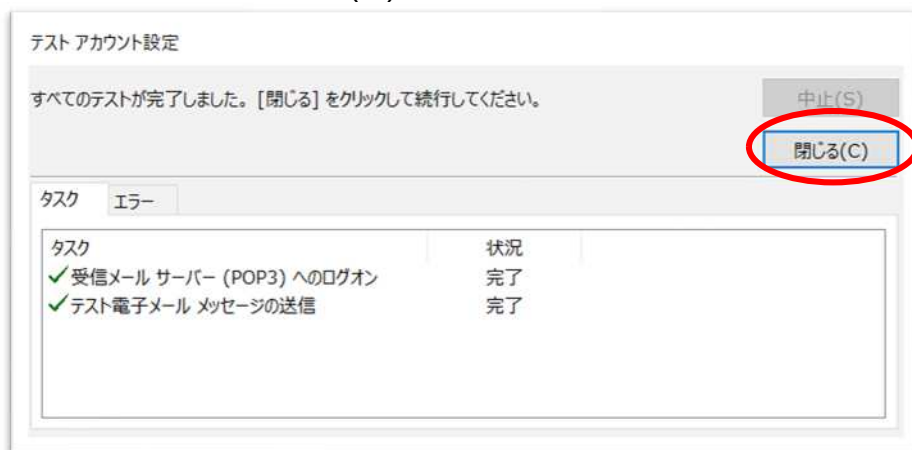 テスト アカウント設定
すべてのテストが完了しました。[閉じる] をクリックして続行してください。
中止(S)
閉じる(C)
タスク エラー
タスク 状況
受信メール サーバー (POP3) へのログオン 完了
テスト電子メール メッセージの送信 完了